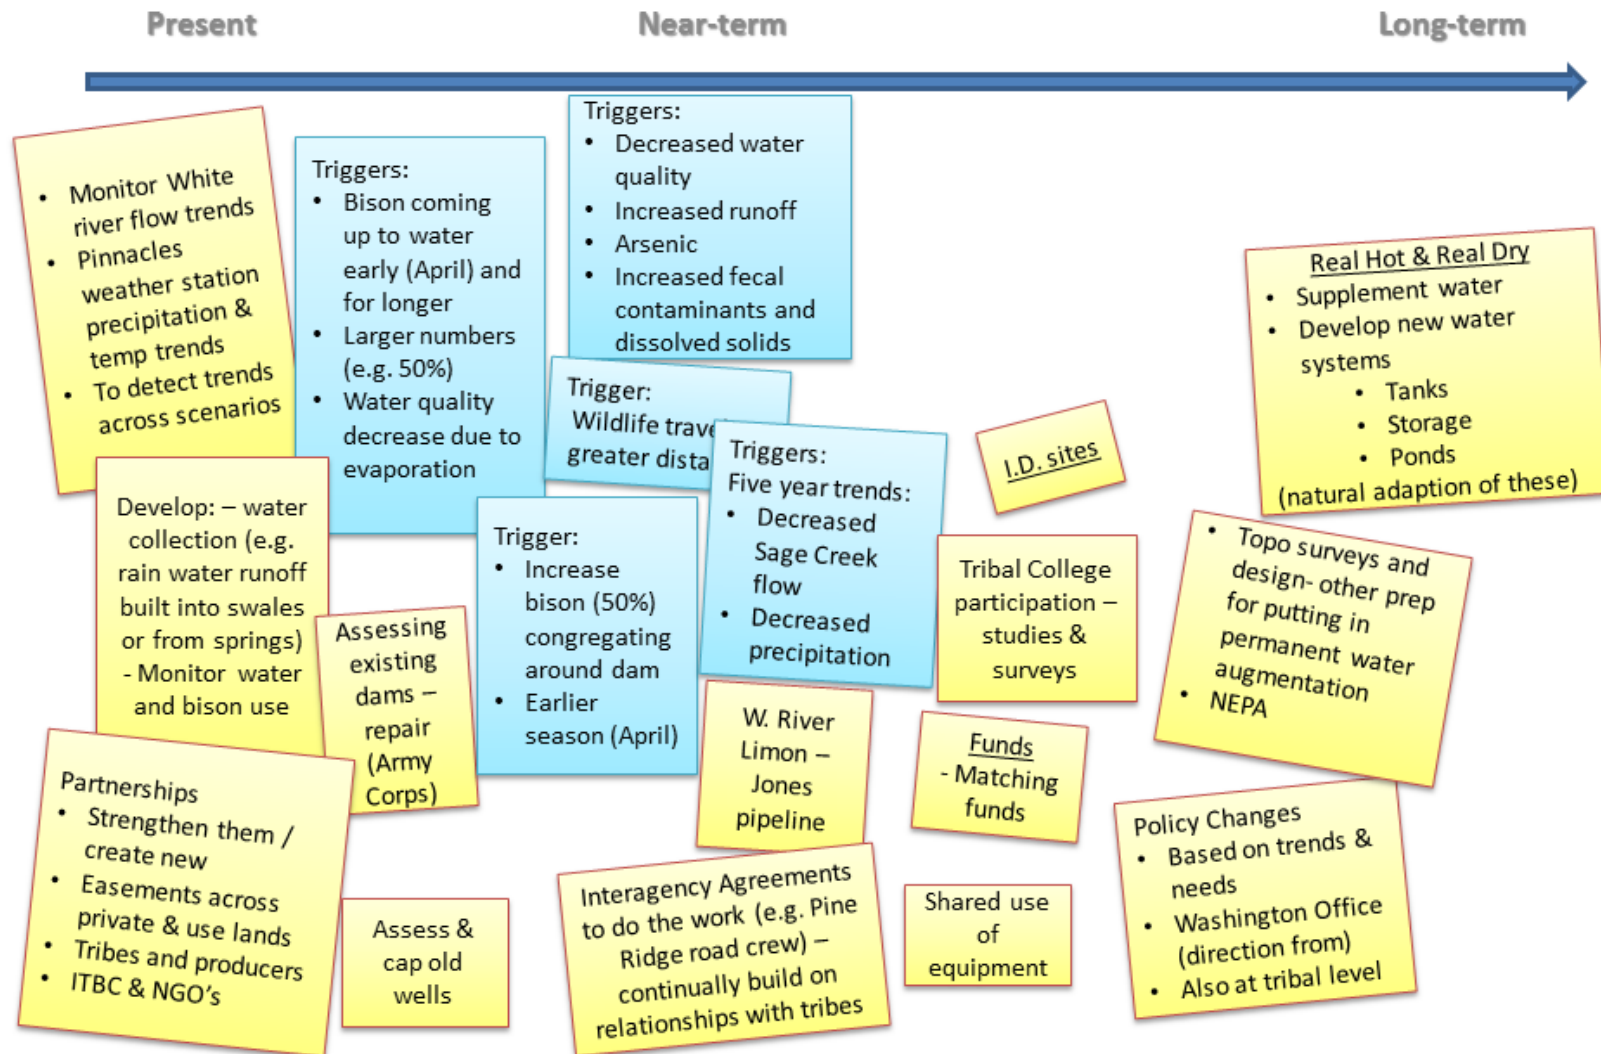 Present
Near-term
Long-term
• Monitor White
river flow trends
• Pinnacles
weather station
precipitation &
temp trends
• To detect trends
across scenarios
Triggers:
• Bison coming
up to water
early (April) and
for longer
• Larger numbers
(e.g. 50%)
• Water quality
decrease due to
evaporation
Triggers:
• Decreased water
quality
• Increased runoff
• Arsenic
• Increased fecal
contaminants and
dissolved solids
Trigger:
Wildlife
greater
Triggers:
Five year trends:
• Decreased
Sage Creek
flow
• Decreased
precipitation
I.D. sites
Real Hot & Real Dry
• Supplement water
• Develop new water
systems
• Tanks
• Storage
• Ponds
(natural adaption of these)
Develop: – water
collection (e.g.
rain water runoff
built into swales
or from springs)
- Monitor water
and bison use
Assessing
existing
dams –
repair
(Army
Corps)
Trigger:
• Increase
bison (50%)
congregating
around dam
• Earlier
season (April)
Tribal College
participation –
studies &
surveys
• Topo surveys and
design- other prep
for putting in
permanent water
augmentation
• NEPA
W. River
Limon –
Jones
pipeline
Funds
- Matching
funds
Partnerships
• Strengthen them /
create new
• Easements across
private & use lands
• Tribes and producers
• ITBC & NGO's
Assess &
cap old
wells
Interagency Agreements
to do the work (e.g. Pine
Ridge road crew) –
continually build on
relationships with tribes
Shared use
of
equipment
Policy Changes
• Based on trends &
needs
• Washington Office
(direction from)
• Also at tribal level